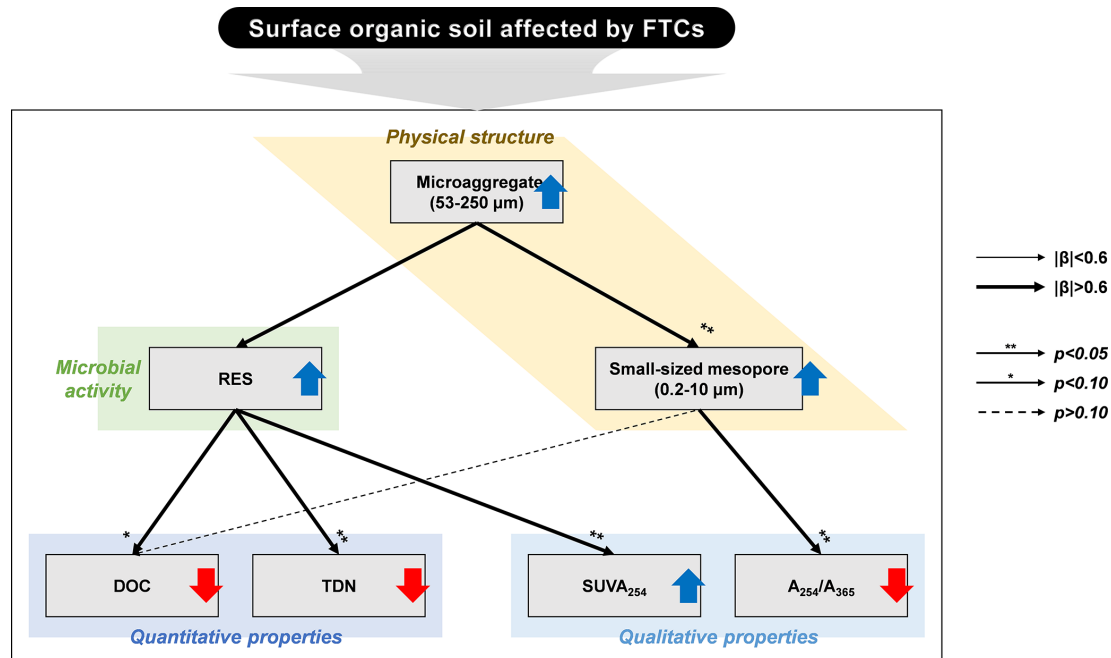 Surface organic soil affected by FTCs
Physical structure
Microaggregate
(53-250 μm)
|β|<0.6
|β|>0.6
**
Microbial
activity
RES
Small-sized mesopore
(0.2-10 μm)
** p<0.05
* p<0.10
p>0.10
* ** ** **
DOC
TDN
SUVA₂₅₄
A₂₅₄/A₃₆₅
Quantitative properties
Qualitative properties